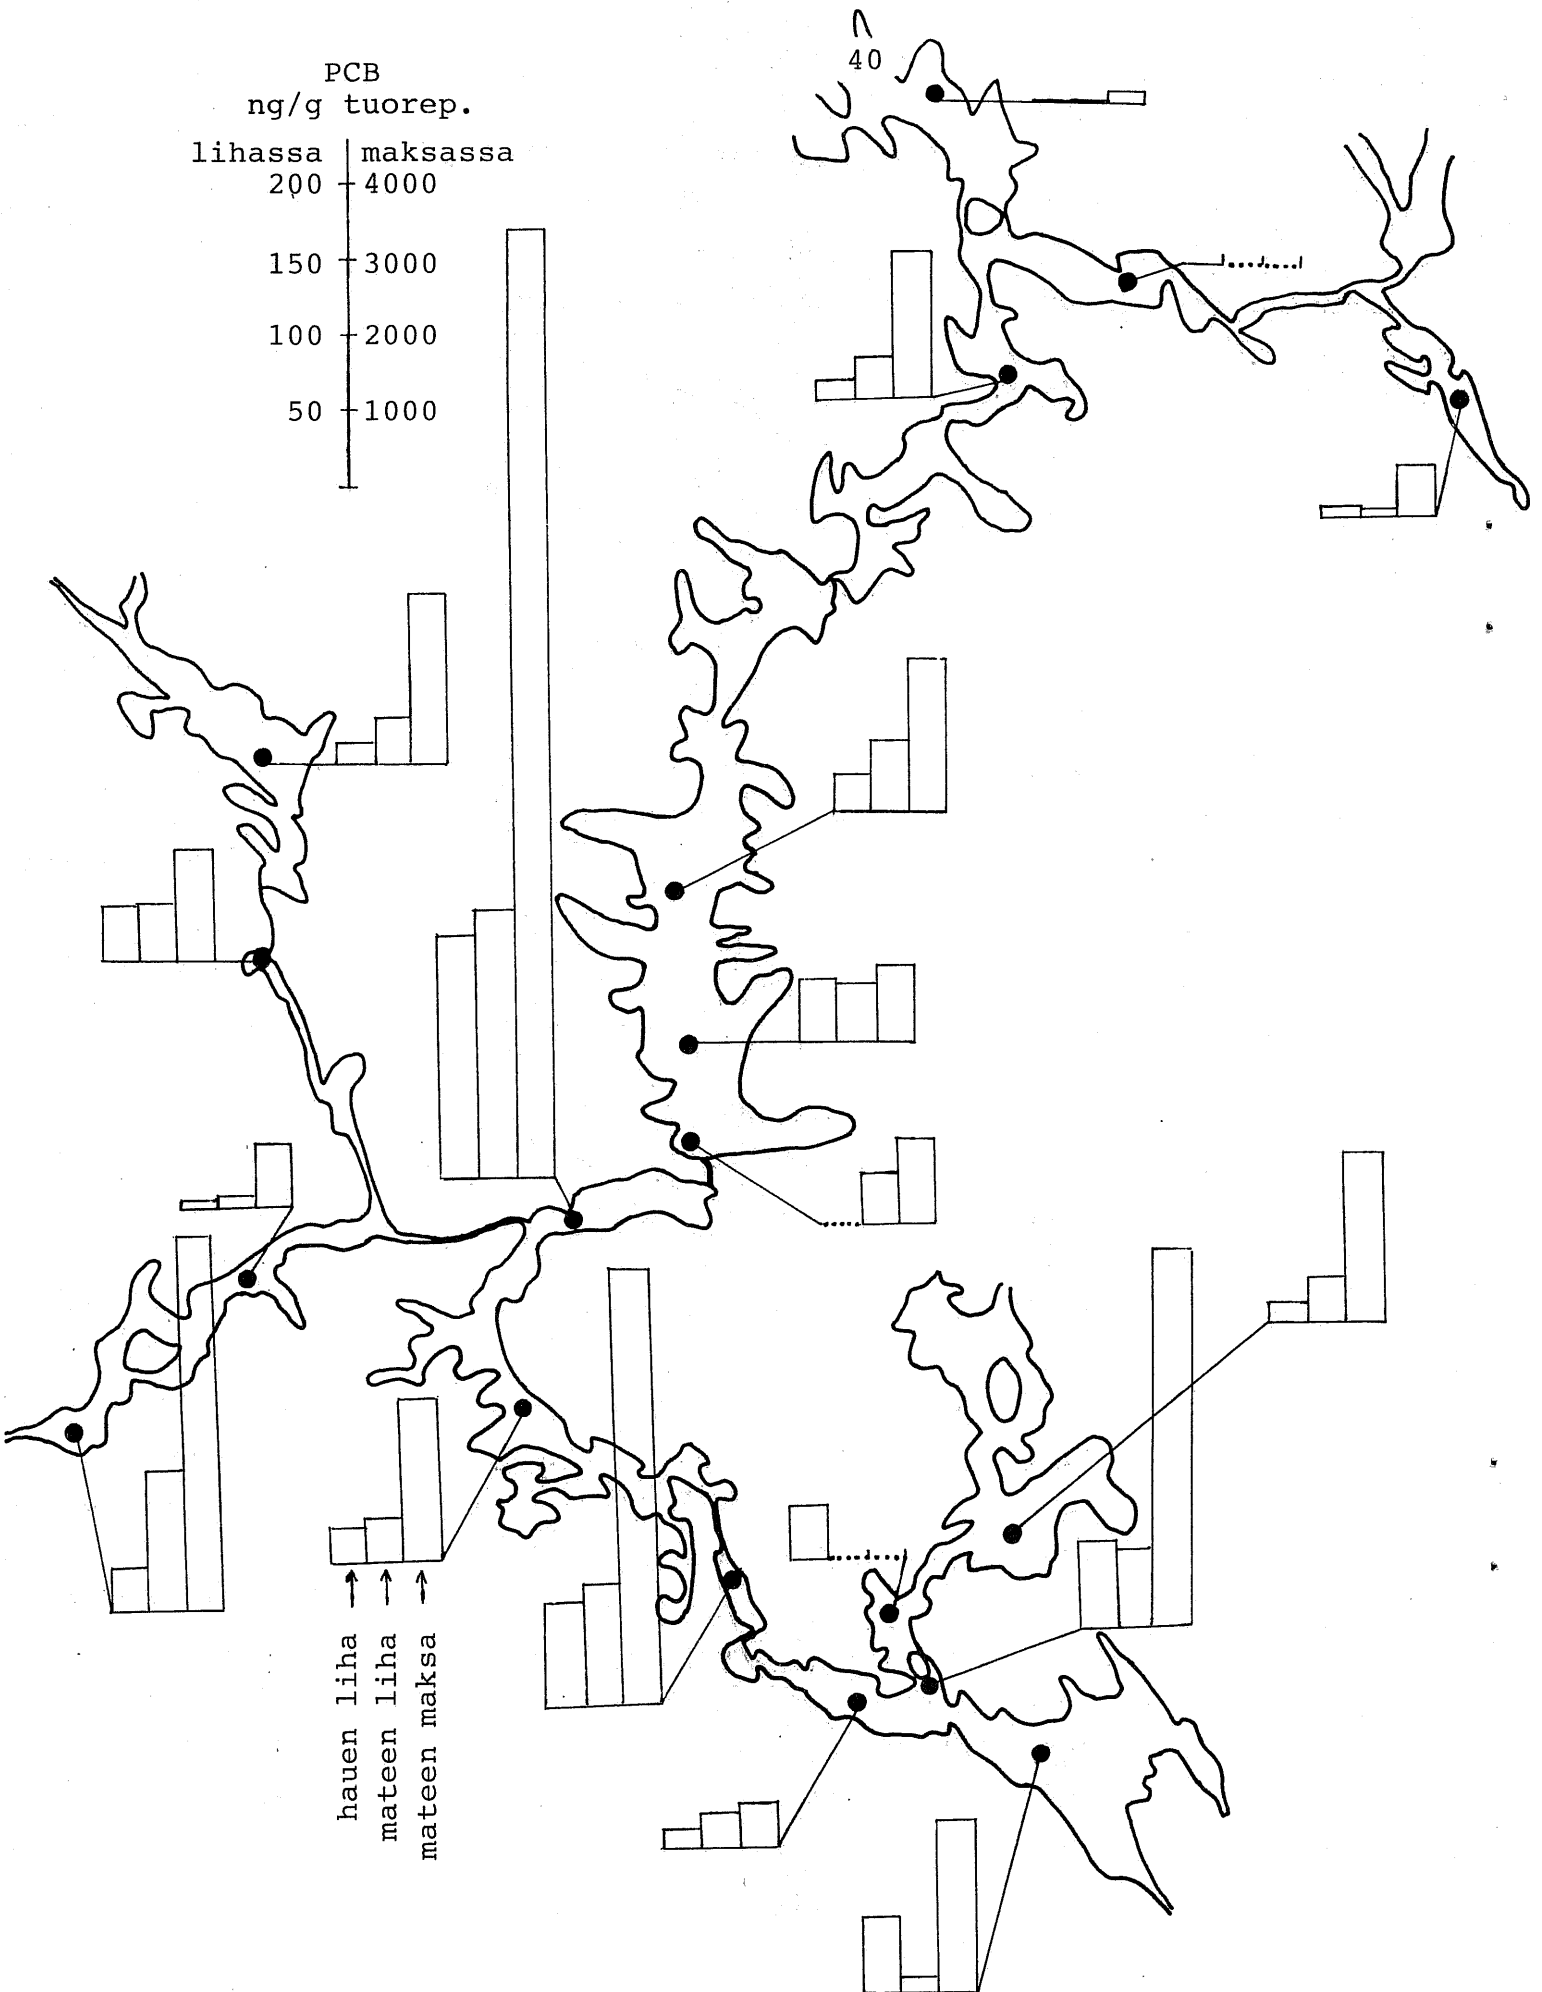 40
PCB
ng/g tuorep.
lihassa maksassa
200 4000
150 3000
100 2000
50 1000
hauen liha
mateen liha
mateen maksa